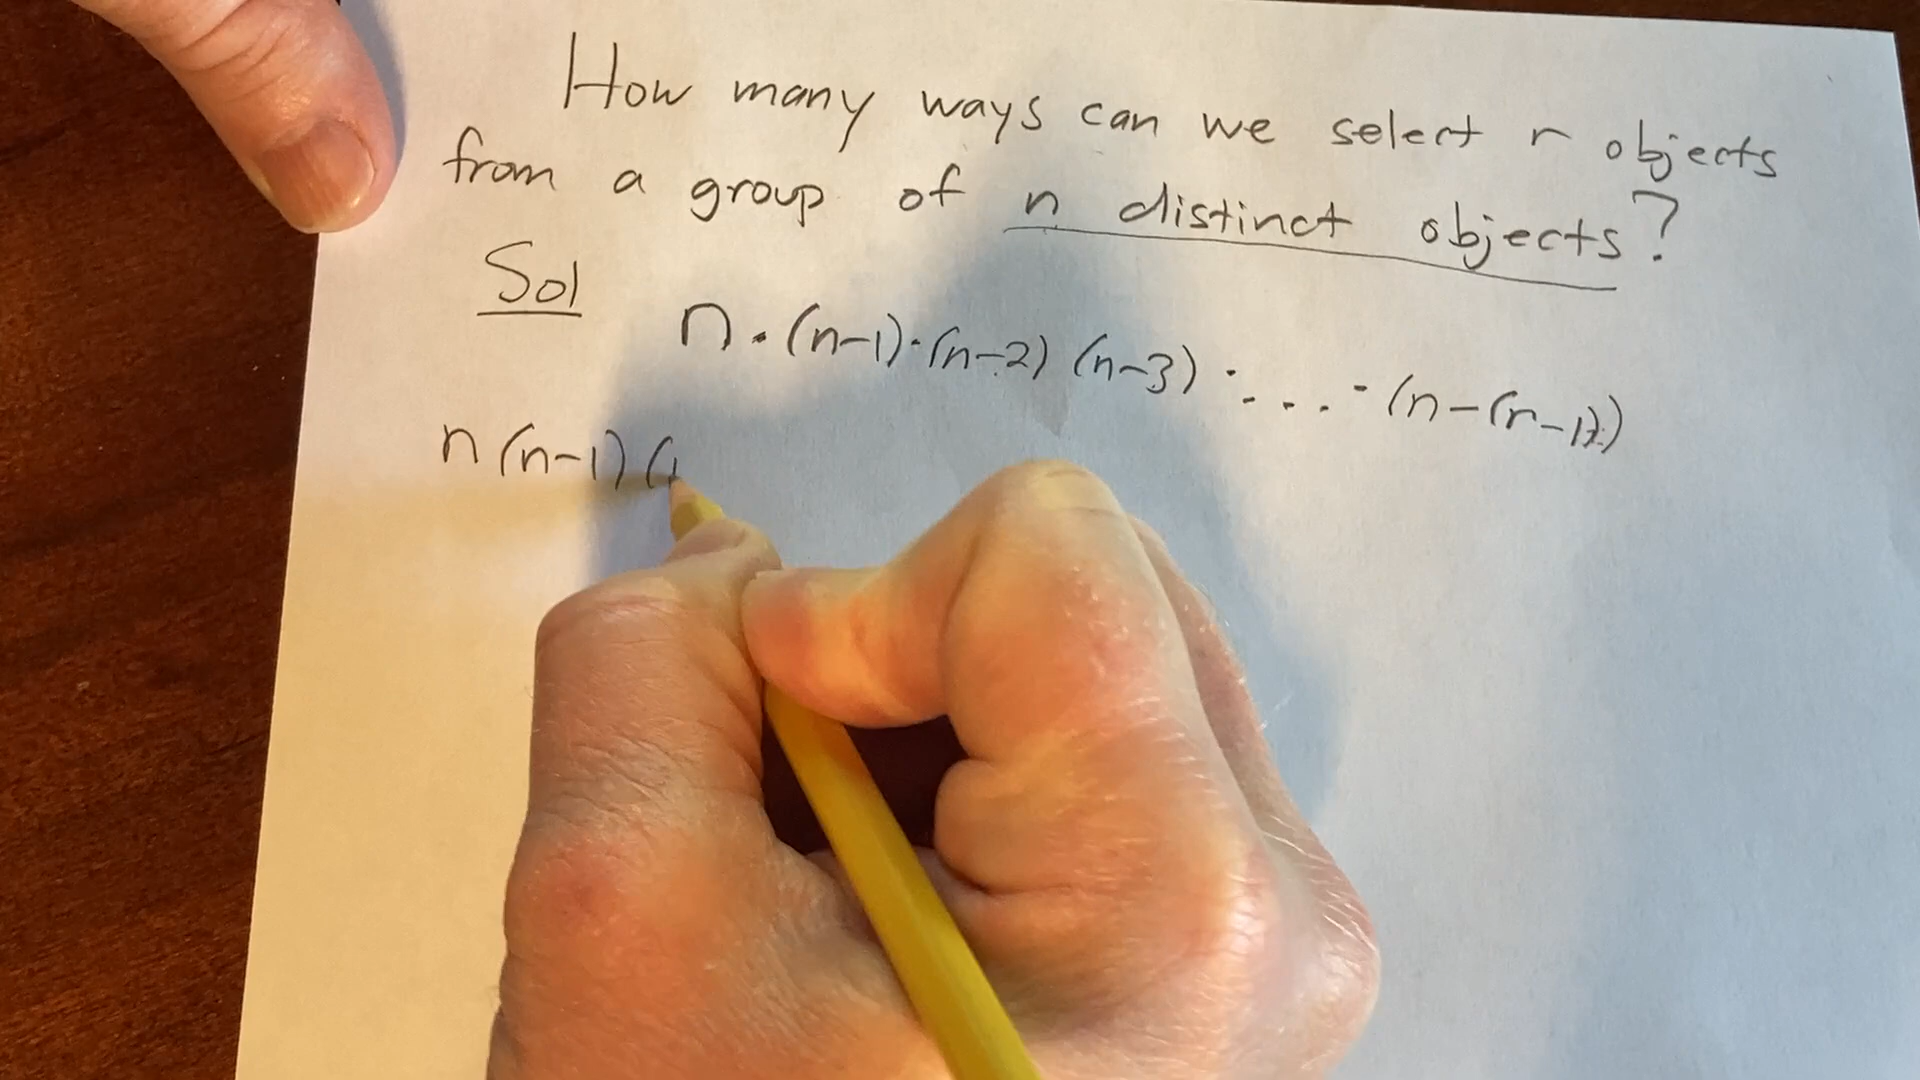 How many ways can we select r objects
from a group of n distinct objects?
Sol
n · (n-1) · (n-2) (n-3) · ... · (n-(r-1))
n (n-1) (